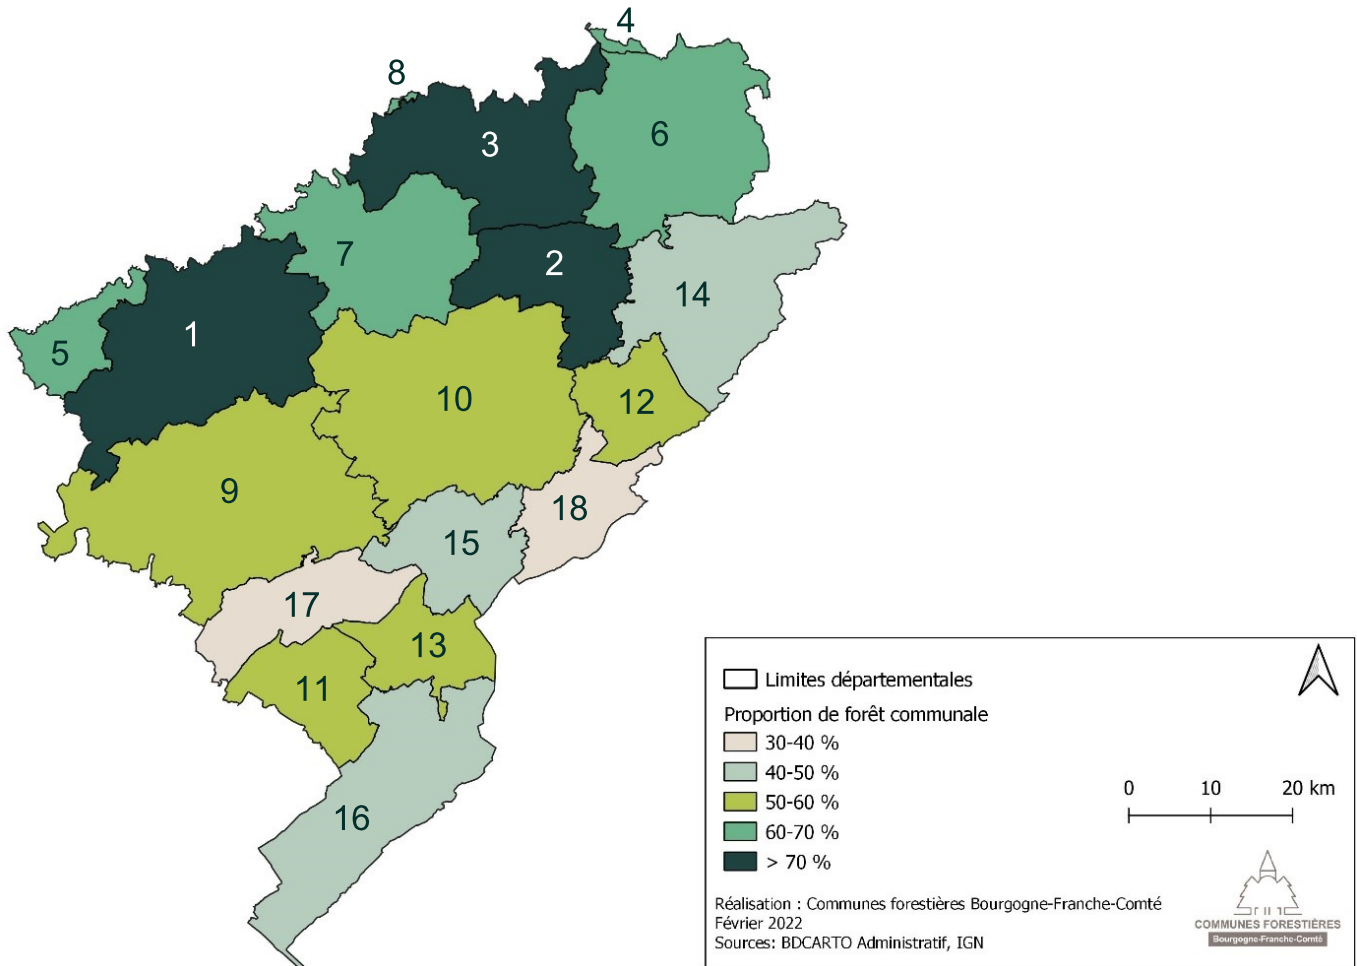 4
8
3
6
7
2
14
1
5
10
12
9
18
15
17
13
11
16
Limites départementales
Proportion de forêt communale
30-40 %
40-50 %
50-60 %
60-70 %
> 70 %
0 10 20 km
Réalisation : Communes forestières Bourgogne-Franche-Comté
Février 2022
Sources: BDCARTO Administratif, IGN
COMMUNES FORESTIÈRES
Bourgogne-Franche-Comté